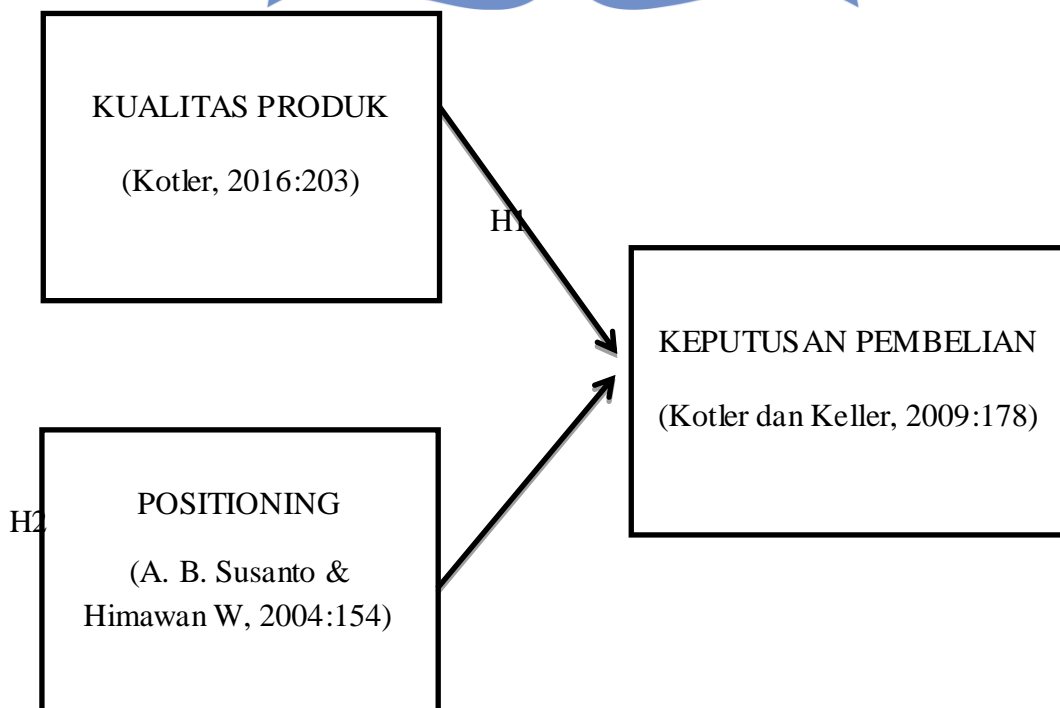 KUALITAS PRODUK
(Kotler, 2016:203)
H1
KEPUTUSAN PEMBELIAN
(Kotler dan Keller, 2009:178)
POSITIONING
H2
(A. B. Susanto &
Himawan W, 2004:154)